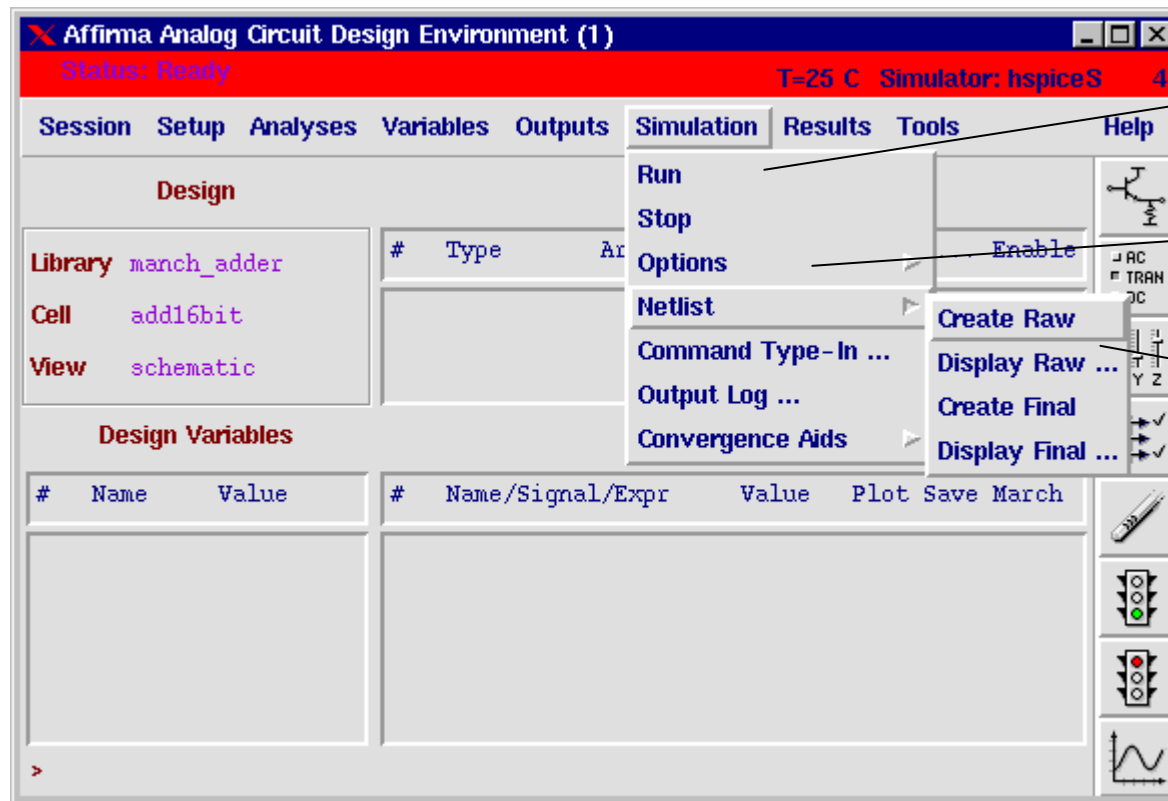 Affirma Analog Circuit Design Environment (1)
Status: Ready
T=25 C Simulator: hspiceS 4
Session Setup Analyses Variables Outputs Simulation Results Tools Help
Design
Library manch_adder
Cell add16bit
View schematic
# Type Ar ... Enable
Run
Stop
Options
Netlist
Command Type-In ...
Output Log ...
Convergence Aids
Create Raw
Display Raw ...
Create Final
Display Final ...
AC
TRAN
DC
Y Z
Design Variables
# Name Value
# Name/Signal/Expr Value Plot Save March
>